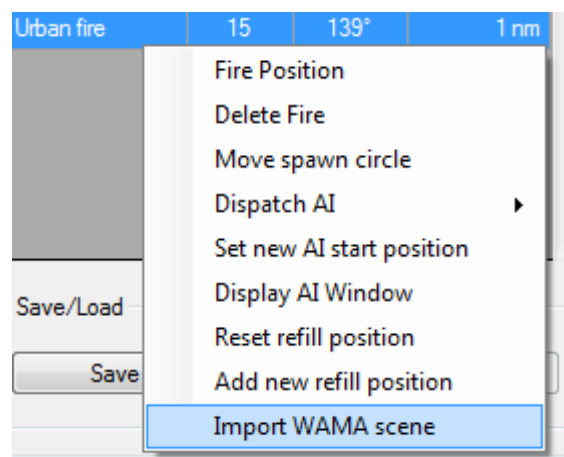 Urban fire 15 139° 1 nm
Fire Position
Delete Fire
Move spawn circle
Dispatch AI
Set new AI start position
Display AI Window
Save/Load
Reset refill position
Save
Add new refill position
Import WAMA scene